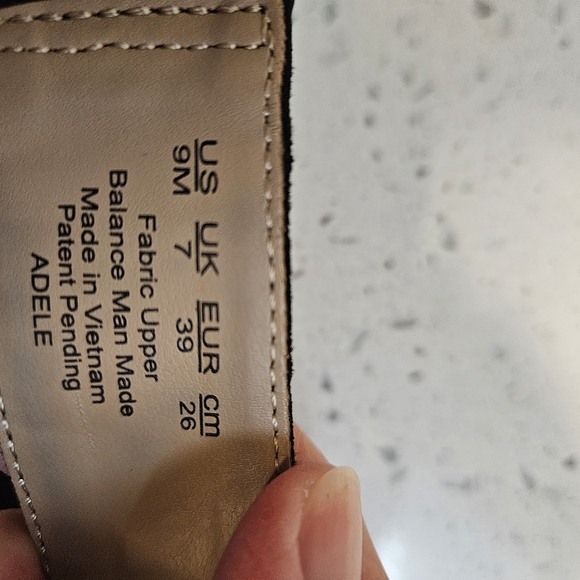 US UK EUR cm
9M 7 39 26
Fabric Upper
Balance Man Made
Made in Vietnam
Patent Pending
ADELE